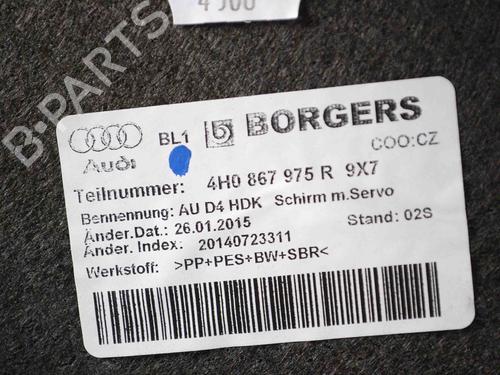 4500
B-PARTS
BL1 BORGERS
Audi COO:CZ
Teilnummer: 4H0 867 975 R 9X7
Bennennung: AU D4 HDK Schirm m.Servo
Änder.Dat.: 26.01.2015 Stand: 02S
Änder. Index: 20140723311
Werkstoff: >PP+PES+BW+SBR<